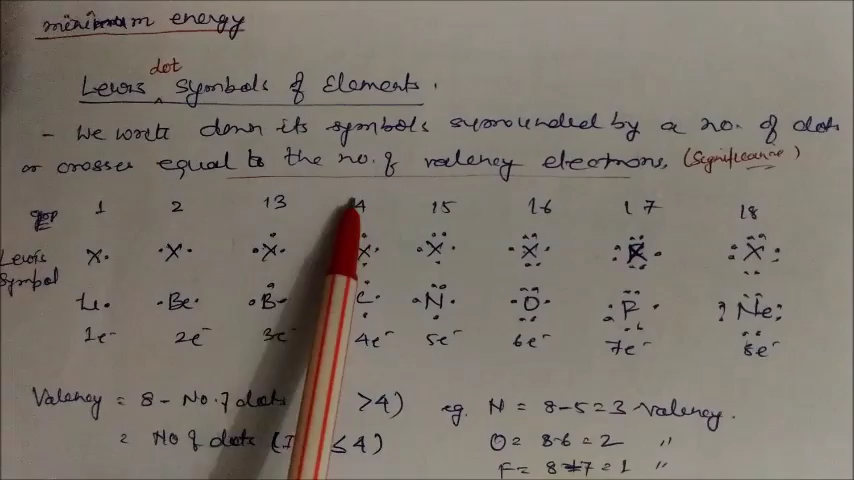 minimum energy
Lewis dot symbols of Elements.
- We write down its symbols surrounded by a no. of dots
or crosses equal to the no. of valency electrons. (Significance)
grp 1 2 13 4 15 16 17 18
Lewis Symbol X. .X. .X. X. .X. .X. X .X.
Li. .Be. .B. C. .N. .O. .F. Ne
1e⁻ 2e⁻ 3e⁻ 4e⁻ 5e⁻ 6e⁻ 7e⁻ 8e⁻
Valency = 8 - No. of dots >4) eg. N = 8-5=3 valency.
= No of dots (I ≤4) O = 8-6=2 "
F = 8-7=1 "